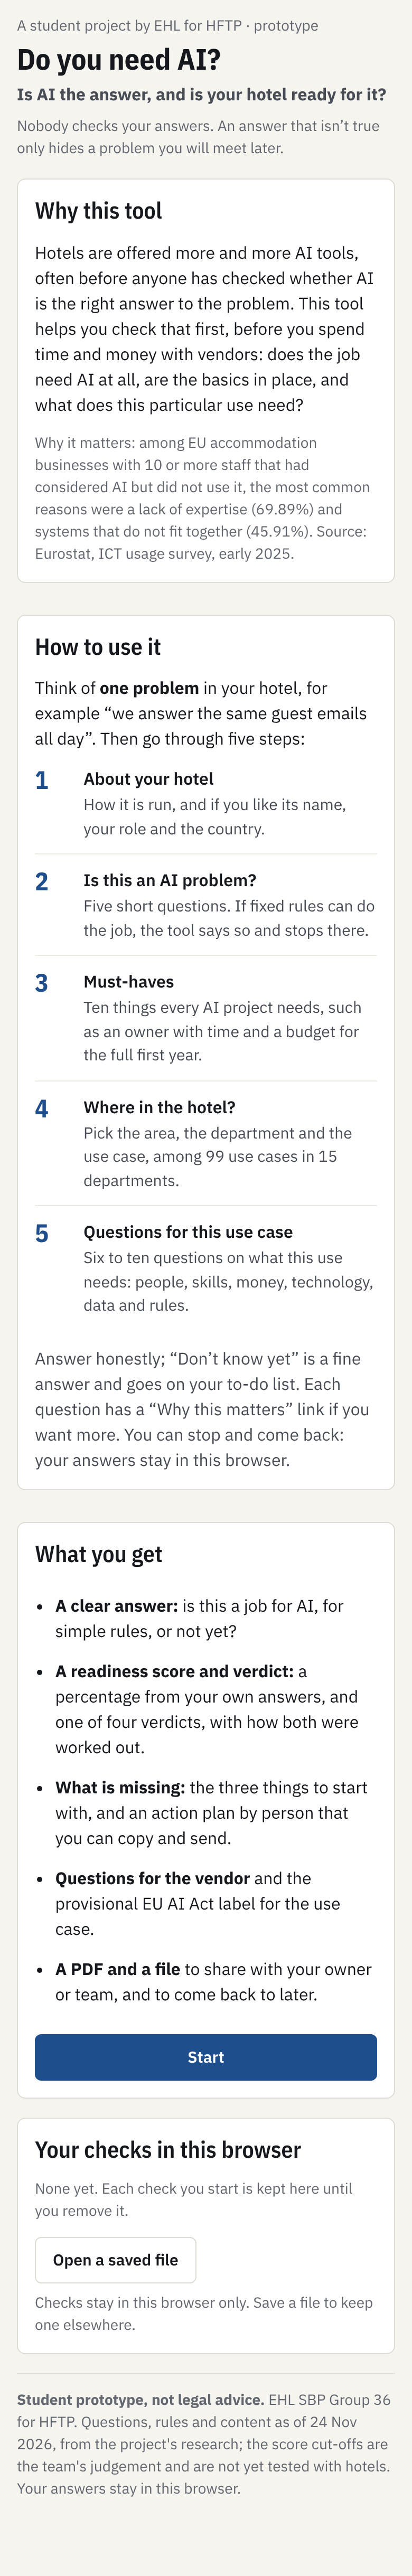 A student project by EHL for HFTP · prototype
Do you need AI?
Is AI the answer, and is your hotel ready for it?
Nobody checks your answers. An answer that isn’t true
only hides a problem you will meet later.
Why this tool
Hotels are offered more and more AI tools,
often before anyone has checked whether AI
is the right answer to the problem. This tool
helps you check that first, before you spend
time and money with vendors: does the job
need AI at all, are the basics in place, and
what does this particular use need?
Why it matters: among EU accommodation
businesses with 10 or more staff that had
considered AI but did not use it, the most common
reasons were a lack of expertise (69.89%) and
systems that do not fit together (45.91%). Source:
Eurostat, ICT usage survey, early 2025.
How to use it
Think of one problem in your hotel, for
example “we answer the same guest emails
all day”. Then go through five steps:
1 About your hotel
How it is run, and if you like its name,
your role and the country.
2 Is this an AI problem?
Five short questions. If fixed rules can do
the job, the tool says so and stops there.
3 Must-haves
Ten things every AI project needs, such
as an owner with time and a budget for
the full first year.
4 Where in the hotel?
Pick the area, the department and the
use case, among 99 use cases in 15
departments.
5 Questions for this use case
Six to ten questions on what this use
needs: people, skills, money, technology,
data and rules.
Answer honestly; “Don’t know yet” is a fine
answer and goes on your to-do list. Each
question has a “Why this matters” link if you
want more. You can stop and come back:
your answers stay in this browser.
What you get
• A clear answer: is this a job for AI, for
simple rules, or not yet?
• A readiness score and verdict: a
percentage from your own answers, and
one of four verdicts, with how both were
worked out.
• What is missing: the three things to start
with, and an action plan by person that
you can copy and send.
• Questions for the vendor and the
provisional EU AI Act label for the use
case.
• A PDF and a file to share with your owner
or team, and to come back to later.
Start
Your checks in this browser
None yet. Each check you start is kept here until
you remove it.
Open a saved file
Checks stay in this browser only. Save a file to keep
one elsewhere.
Student prototype, not legal advice. EHL SBP Group 36
for HFTP. Questions, rules and content as of 24 Nov
2026, from the project's research; the score cut-offs are
the team's judgement and are not yet tested with hotels.
Your answers stay in this browser.